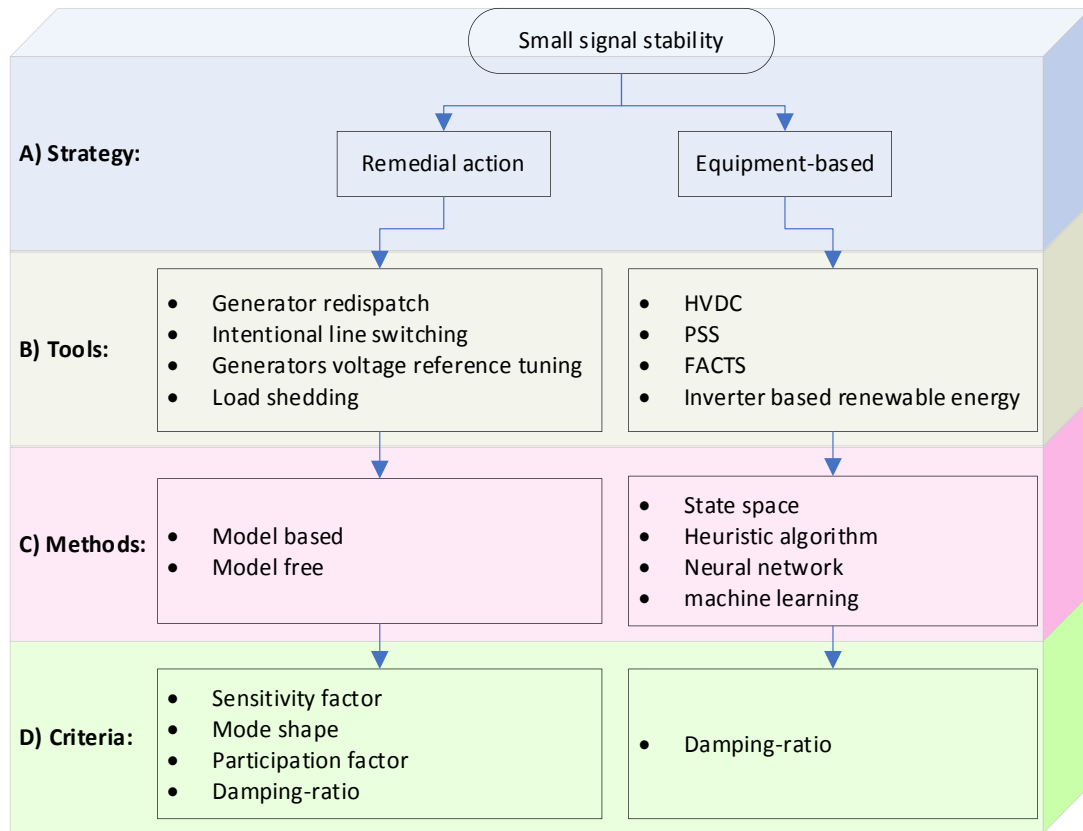 Small signal stability
A) Strategy:
Remedial action
Equipment-based
B) Tools:
• Generator redispatch
• Intentional line switching
• Generators voltage reference tuning
• Load shedding
• HVDC
• PSS
• FACTS
• Inverter based renewable energy
C) Methods:
• Model based
• Model free
• State space
• Heuristic algorithm
• Neural network
• machine learning
D) Criteria:
• Sensitivity factor
• Mode shape
• Participation factor
• Damping-ratio
• Damping-ratio